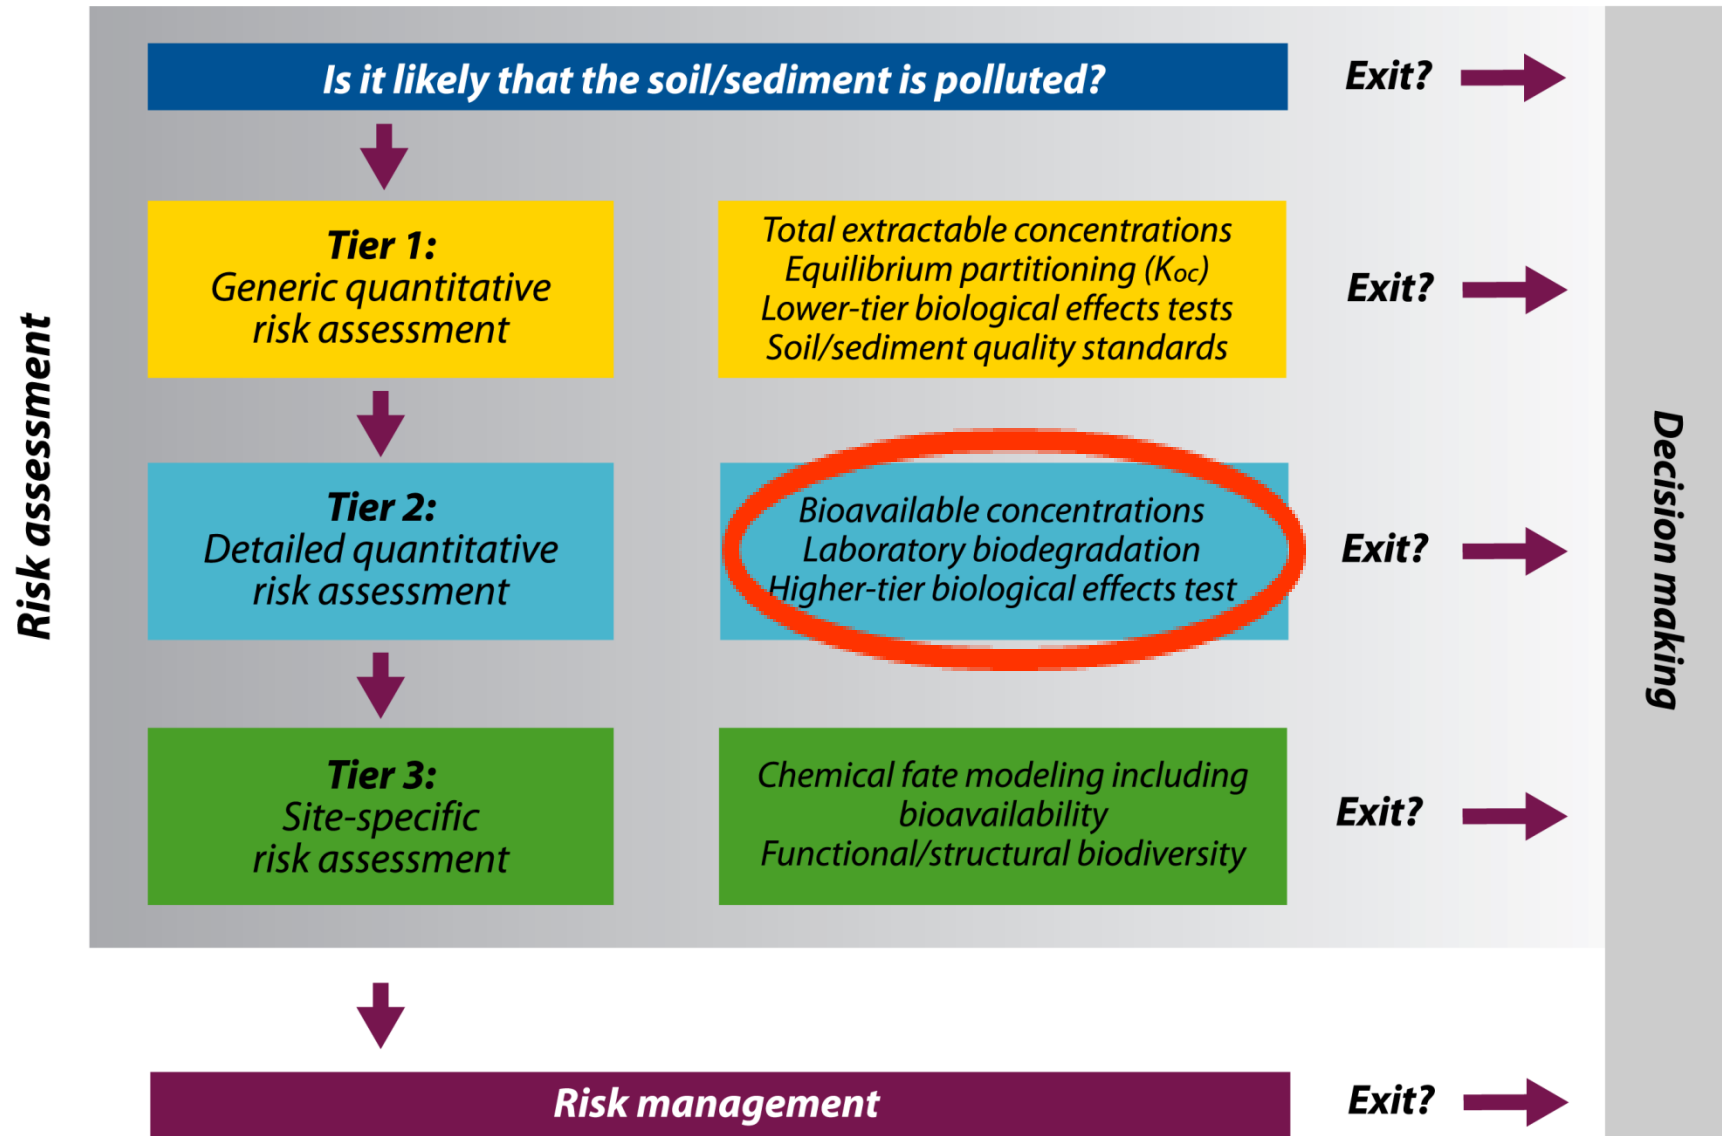 Is it likely that the soil/sediment is polluted?
Exit?
Tier 1:
Generic quantitative
risk assessment
Total extractable concentrations
Equilibrium partitioning (Koc)
Lower-tier biological effects tests
Soil/sediment quality standards
Exit?
Tier 2:
Detailed quantitative
risk assessment
Bioavailable concentrations
Laboratory biodegradation
Higher-tier biological effects test
Exit?
Tier 3:
Site-specific
risk assessment
Chemical fate modeling including
bioavailability
Functional/structural biodiversity
Exit?
Risk management
Exit?
Risk assessment
Decision making